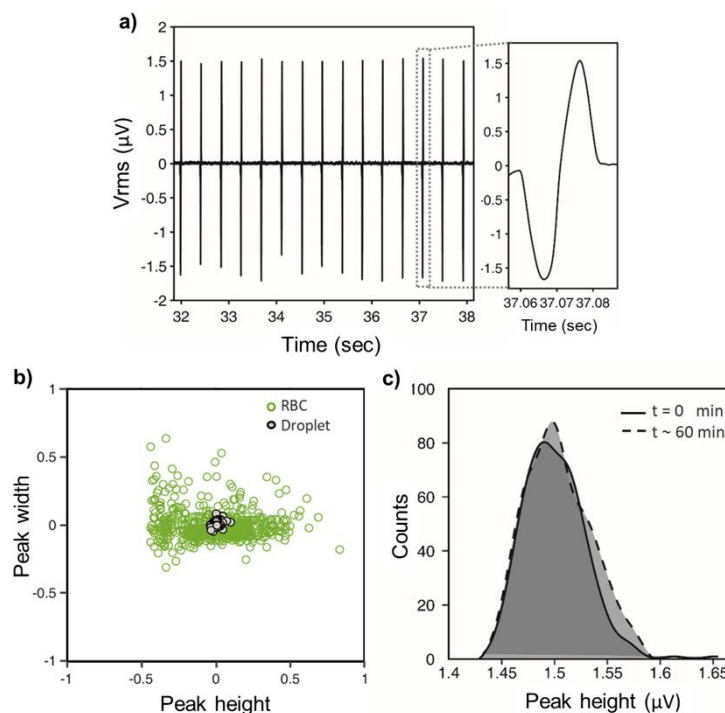 a)
2
1.5
1
0.5
0
-0.5
-1
-1.5
-2
Vrms (µV)
32 33 34 35 36 37 38
Time (sec)
1.5
1
0.5
0
-0.5
-1
-1.5
37.06 37.07 37.08
Time (sec)
b)
1
0.5
0
-0.5
-1
Peak width
RBC
Droplet
-1 -0.5 0 0.5 1
Peak height
c)
100
80
60
40
20
0
Counts
t = 0 min
t ~ 60 min
1.4 1.45 1.5 1.55 1.6 1.65
Peak height (µV)